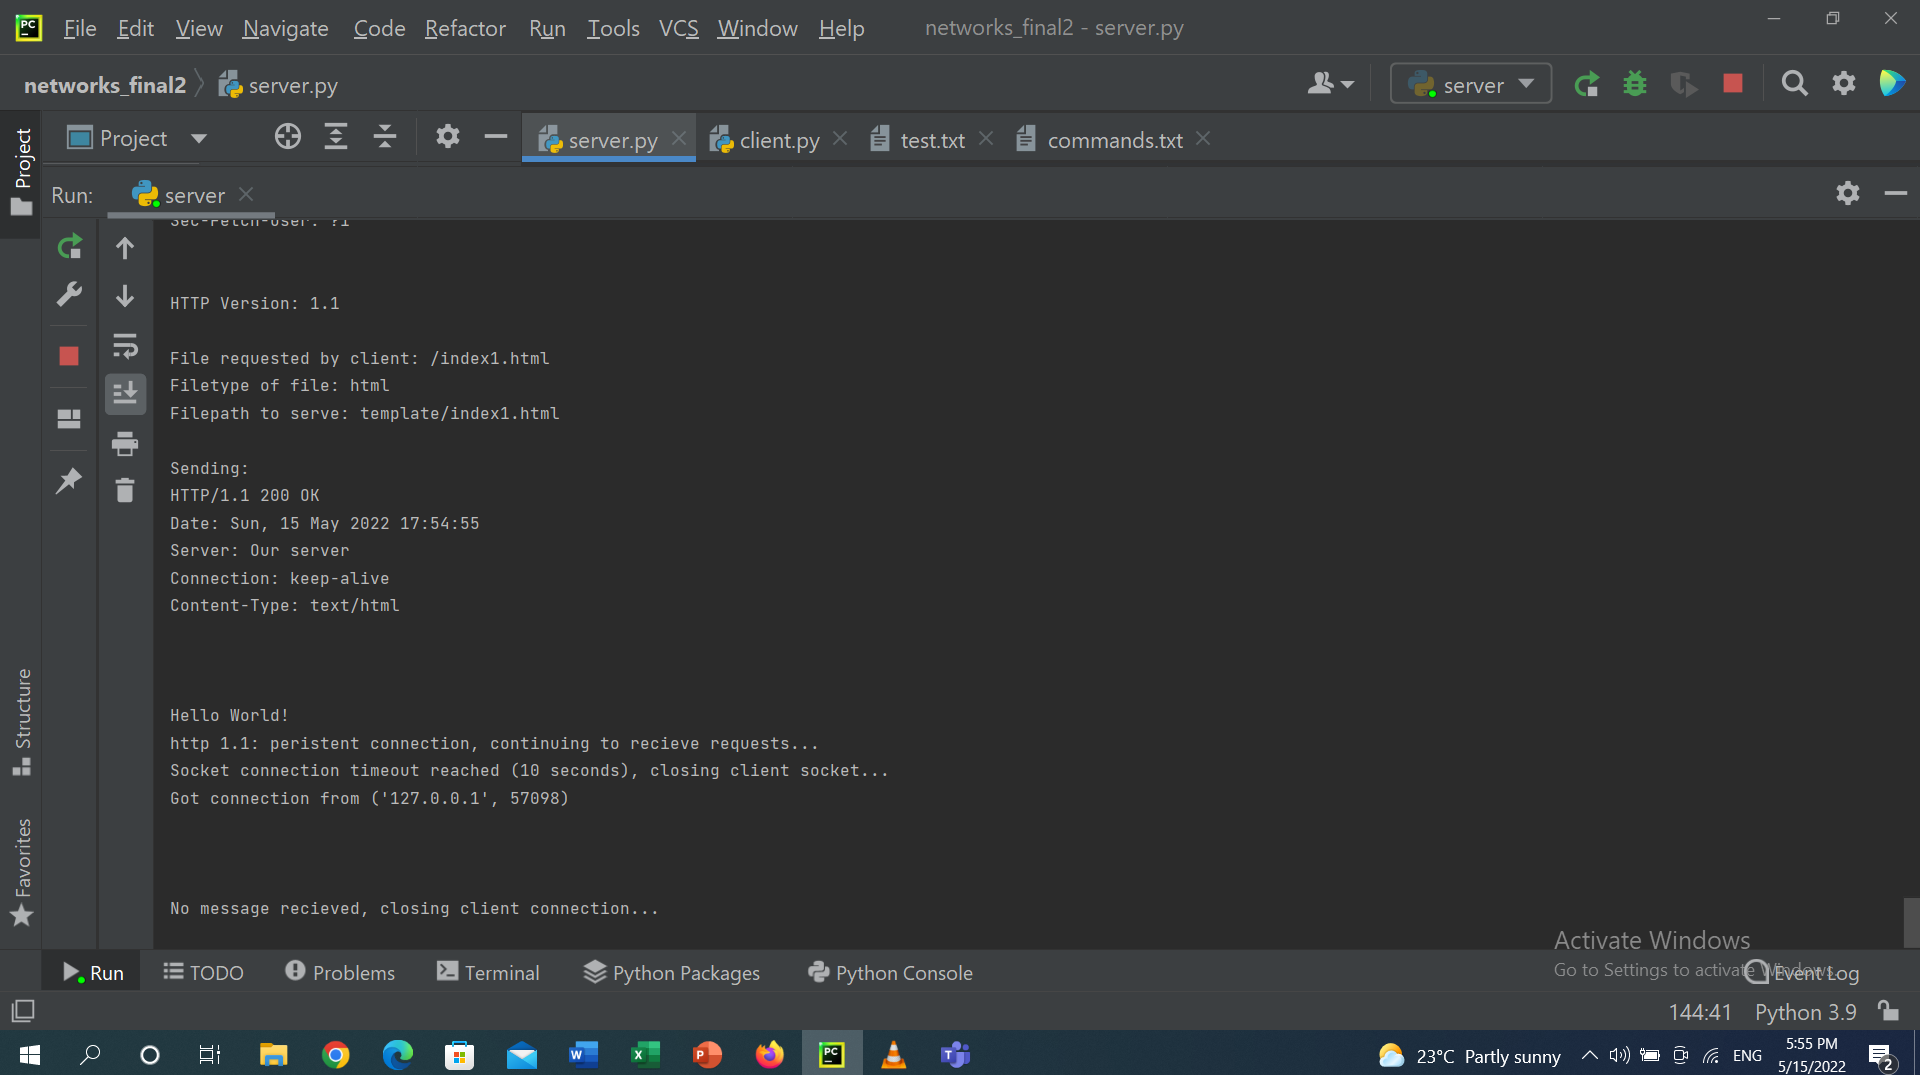 PC File Edit View Navigate Code Refactor Run Tools VCS Window Help networks_final2 - server.py
networks_final2 server.py server
Project server.py client.py test.txt commands.txt
Project
Run: server
Sec-Fetch-User: ?1
HTTP Version: 1.1
File requested by client: /index1.html
Filetype of file: html
Filepath to serve: template/index1.html
Sending:
HTTP/1.1 200 OK
Date: Sun, 15 May 2022 17:54:55
Server: Our server
Connection: keep-alive
Content-Type: text/html
Structure
Hello World!
http 1.1: peristent connection, continuing to recieve requests...
Socket connection timeout reached (10 seconds), closing client socket...
Got connection from ('127.0.0.1', 57098)
Favorites
No message recieved, closing client connection...
Activate Windows
Go to Settings to activate Windows.
Run TODO Problems Terminal Python Packages Python Console Event Log
144:41 Python 3.9
W X P PC 23°C Partly sunny ENG 5:55 PM
5/15/2022 2